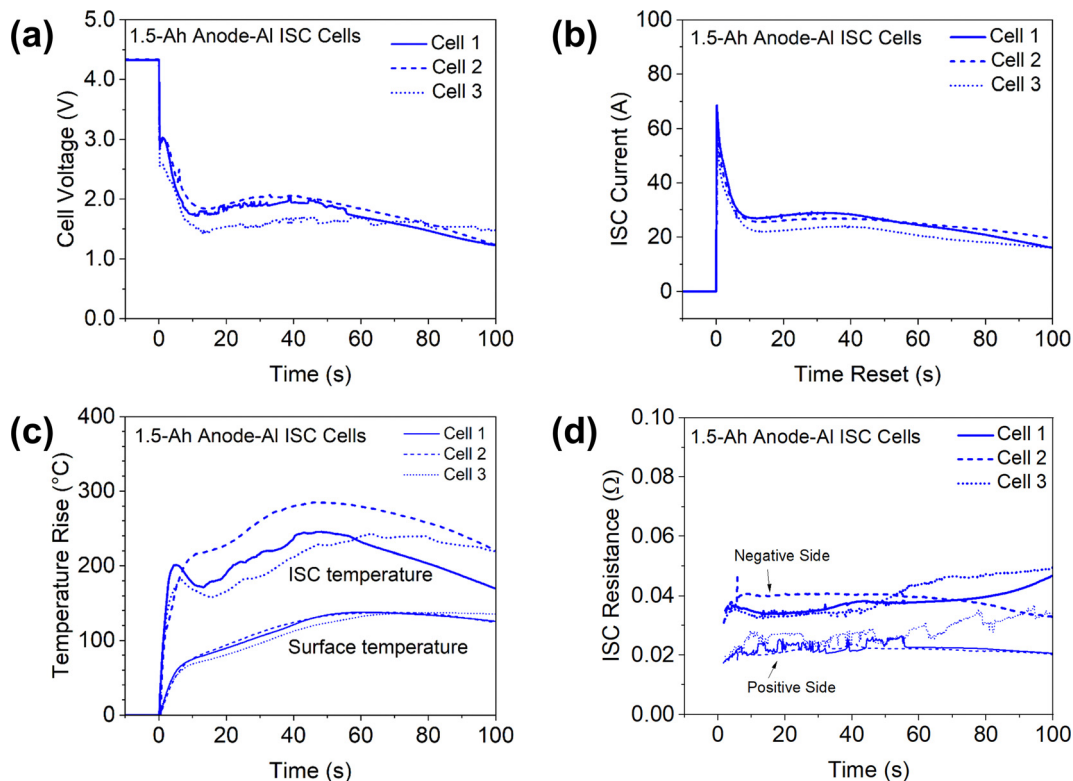 (a)
1.5-Ah Anode-Al ISC Cells
Cell 1
Cell 2
Cell 3
5.0
4.0
3.0
2.0
1.0
0.0
Cell Voltage (V)
0 20 40 60 80 100
Time (s)
(b)
1.5-Ah Anode-Al ISC Cells
Cell 1
Cell 2
Cell 3
100
80
60
40
20
0
ISC Current (A)
0 20 40 60 80 100
Time Reset (s)
(c)
1.5-Ah Anode-Al ISC Cells
Cell 1
Cell 2
Cell 3
400
300
200
100
0
Temperature Rise (°C)
ISC temperature
Surface temperature
0 20 40 60 80 100
Time (s)
(d)
1.5-Ah Anode-Al ISC Cells
Cell 1
Cell 2
Cell 3
0.10
0.08
0.06
0.04
0.02
0.00
ISC Resistance (Ω)
Negative Side
Positive Side
0 20 40 60 80 100
Time (s)